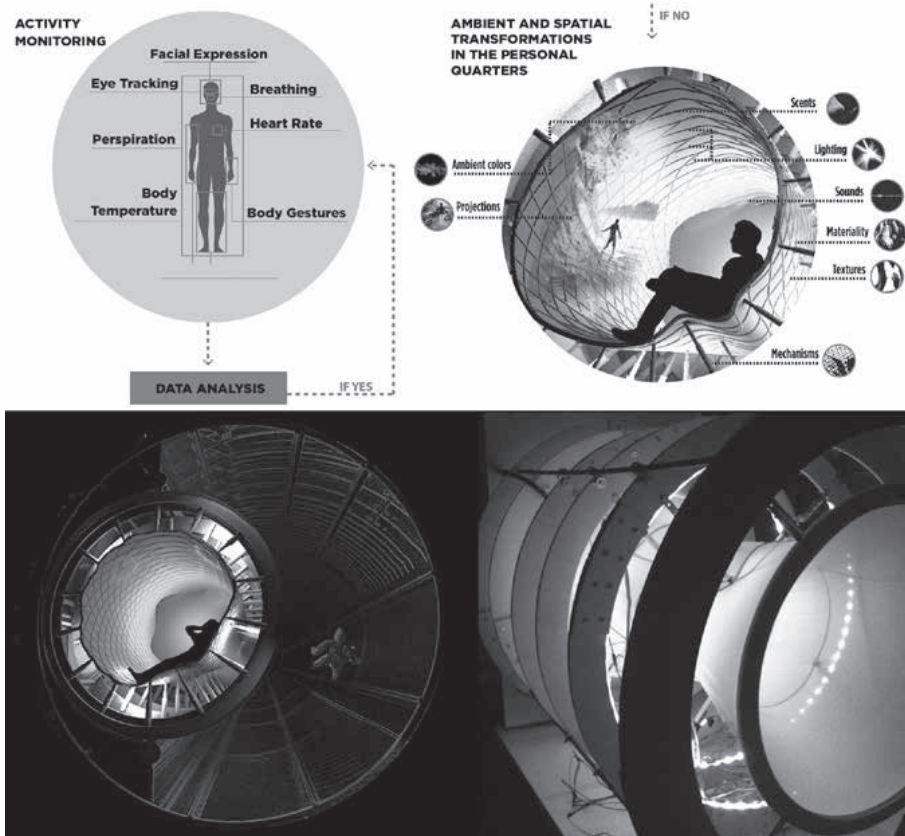 ACTIVITY
MONITORING
Facial Expression
Eye Tracking
Breathing
Heart Rate
Perspiration
Body
Temperature
Body Gestures
DATA ANALYSIS
IF YES
IF NO
AMBIENT AND SPATIAL
TRANSFORMATIONS
IN THE PERSONAL
QUARTERS
Scents
Lighting
Ambient colors
Sounds
Projections
Materiality
Textures
Mechanisms